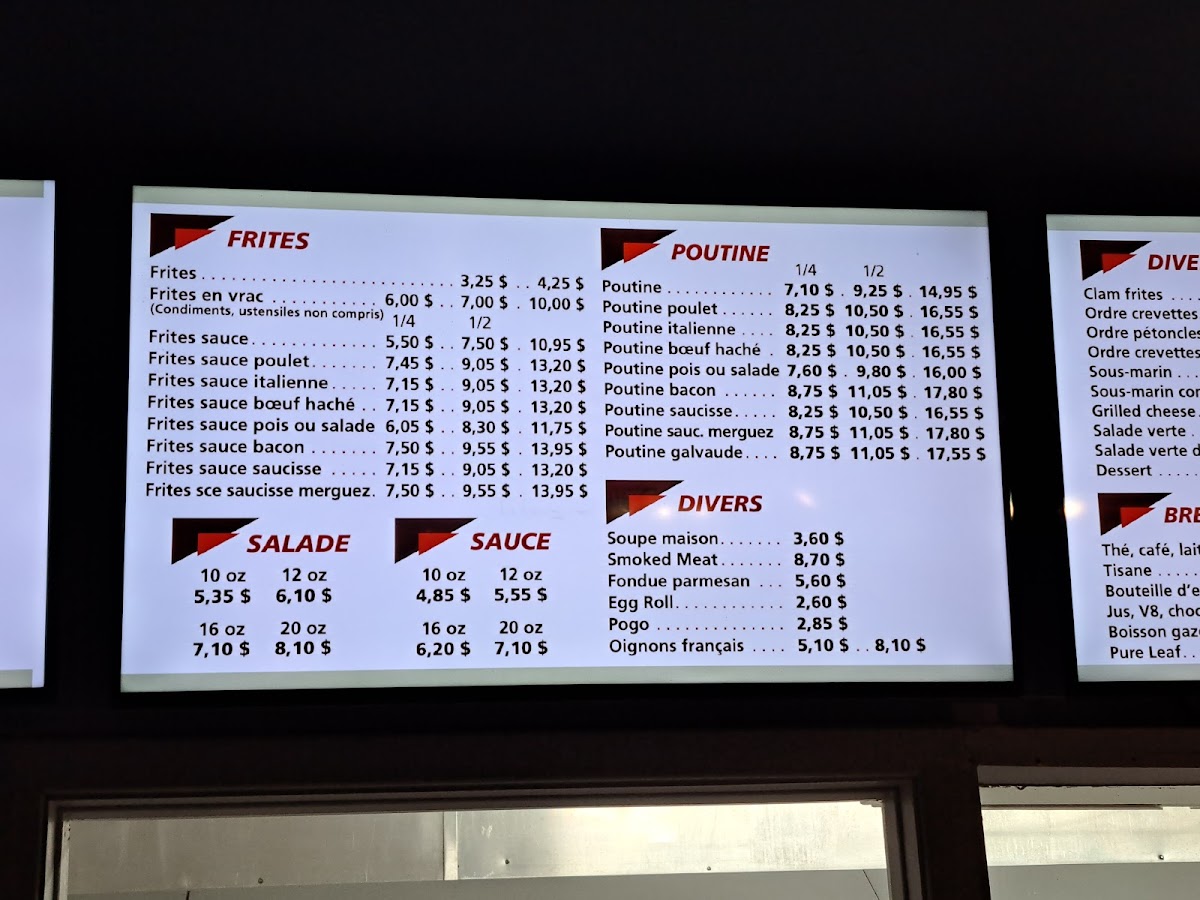 FRITES
Frites . . . . . . . . . . . . . . . . . . . . . . . . . . . . 3,25 $ . . 4,25 $
Frites en vrac . . . . . . . . . . . 6,00 $ . . 7,00 $ . 10,00 $
(Condiments, ustensiles non compris)
1/4 1/2
Frites sauce . . . . . . . . . . . . . 5,50 $ . . 7,50 $ . 10,95 $
Frites sauce poulet . . . . . . . 7,45 $ . . 9,05 $ . 13,20 $
Frites sauce italienne . . . . . 7,15 $ . . 9,05 $ . 13,20 $
Frites sauce bœuf haché . . 7,15 $ . . 9,05 $ . 13,20 $
Frites sauce pois ou salade 6,05 $ . . 8,30 $ . 11,75 $
Frites sauce bacon . . . . . . . 7,50 $ . . 9,55 $ . 13,95 $
Frites sauce saucisse . . . . . 7,15 $ . . 9,05 $ . 13,20 $
Frites sce saucisse merguez. 7,50 $ . . 9,55 $ . 13,95 $
SALADE
10 oz 12 oz
5,35 $ 6,10 $
16 oz 20 oz
7,10 $ 8,10 $
SAUCE
10 oz 12 oz
4,85 $ 5,55 $
16 oz 20 oz
6,20 $ 7,10 $
POUTINE
1/4 1/2
Poutine . . . . . . . . . . . . 7,10 $ . 9,25 $ . 14,95 $
Poutine poulet . . . . . . 8,25 $ 10,50 $ . 16,55 $
Poutine italienne . . . . 8,25 $ 10,50 $ . 16,55 $
Poutine bœuf haché . 8,25 $ 10,50 $ . 16,55 $
Poutine pois ou salade 7,60 $ . 9,80 $ . 16,00 $
Poutine bacon . . . . . . 8,75 $ 11,05 $ . 17,80 $
Poutine saucisse . . . . . 8,25 $ 10,50 $ . 16,55 $
Poutine sauc. merguez 8,75 $ 11,05 $ . 17,80 $
Poutine galvaude . . . . 8,75 $ 11,05 $ . 17,55 $
DIVERS
Soupe maison . . . . . . . 3,60 $
Smoked Meat . . . . . . . 8,70 $
Fondue parmesan . . . 5,60 $
Egg Roll . . . . . . . . . . . . 2,60 $
Pogo . . . . . . . . . . . . . . 2,85 $
Oignons français . . . . 5,10 $ . . 8,10 $
DIVE
Clam frites . . . .
Ordre crevettes
Ordre pétoncles
Ordre crevettes
Sous-marin . . .
Sous-marin con
Grilled cheese .
Salade verte .
Salade verte d
Dessert . . . . .
BRE
Thé, café, lait
Tisane . . . . .
Bouteille d'e
Jus, V8, choc
Boisson gaz
Pure Leaf . .